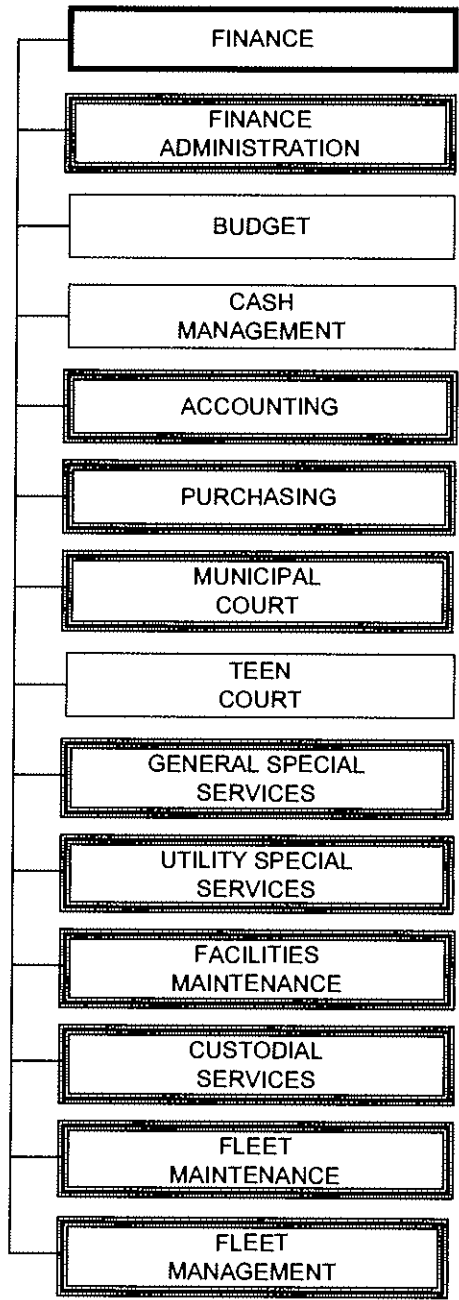 FINANCE
FINANCE
ADMINISTRATION
BUDGET
CASH
MANAGEMENT
ACCOUNTING
PURCHASING
MUNICIPAL
COURT
TEEN
COURT
GENERAL SPECIAL
SERVICES
UTILITY SPECIAL
SERVICES
FACILITIES
MAINTENANCE
CUSTODIAL
SERVICES
FLEET
MAINTENANCE
FLEET
MANAGEMENT